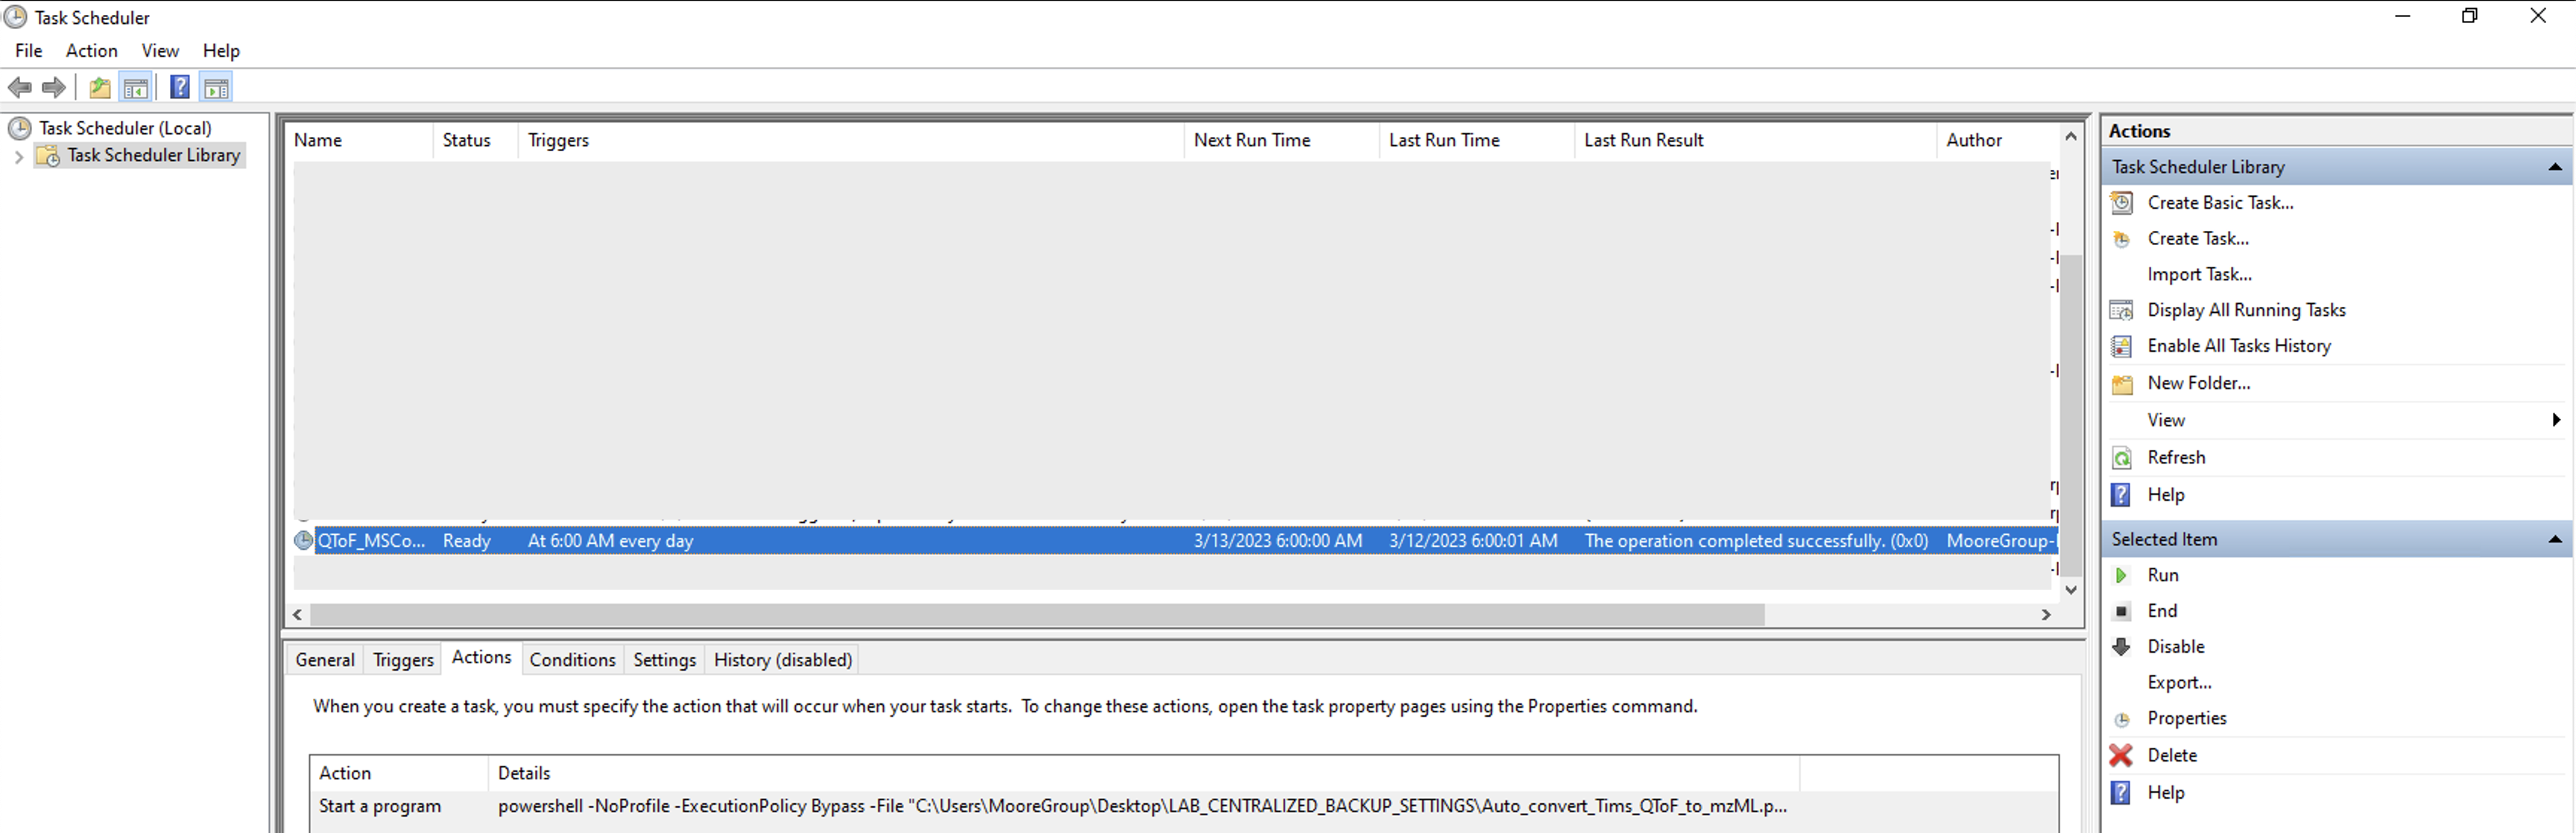 Task Scheduler
File Action View Help
Task Scheduler (Local)
Task Scheduler Library
Name Status Triggers Next Run Time Last Run Time Last Run Result Author
QToF_MSCo... Ready At 6:00 AM every day 3/13/2023 6:00:00 AM 3/12/2023 6:00:01 AM The operation completed successfully. (0x0) MooreGroup-
General Triggers Actions Conditions Settings History (disabled)
When you create a task, you must specify the action that will occur when your task starts. To change these actions, open the task property pages using the Properties command.
Action Details
Start a program powershell -NoProfile -ExecutionPolicy Bypass -File "C:\Users\MooreGroup\Desktop\LAB_CENTRALIZED_BACKUP_SETTINGS\Auto_convert_Tims_QToF_to_mzML.p...
Actions
Task Scheduler Library
Create Basic Task...
Create Task...
Import Task...
Display All Running Tasks
Enable All Tasks History
New Folder...
View
Refresh
Help
Selected Item
Run
End
Disable
Export...
Properties
Delete
Help